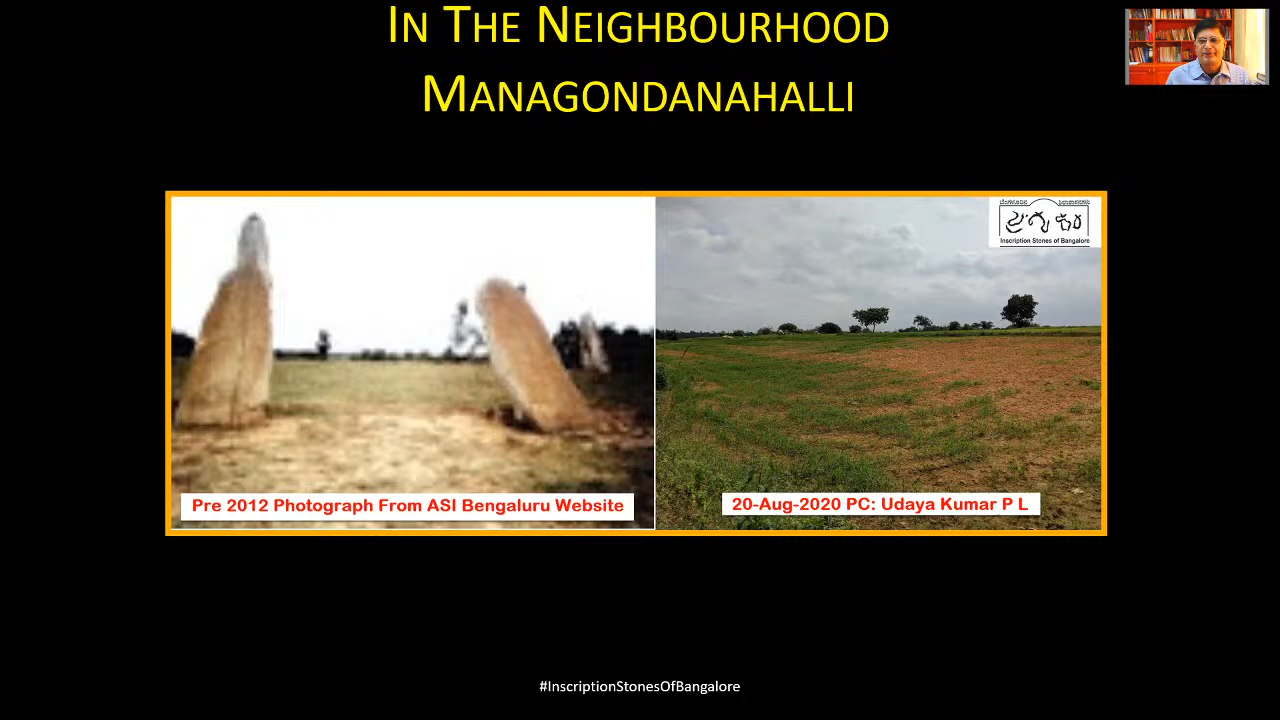 IN THE NEIGHBOURHOOD
MANAGONDANAHALLI
Inscription Stones of Bangalore
Pre 2012 Photograph From ASI Bengaluru Website
20-Aug-2020 PC: Udaya Kumar P L
#InscriptionStonesOfBangalore